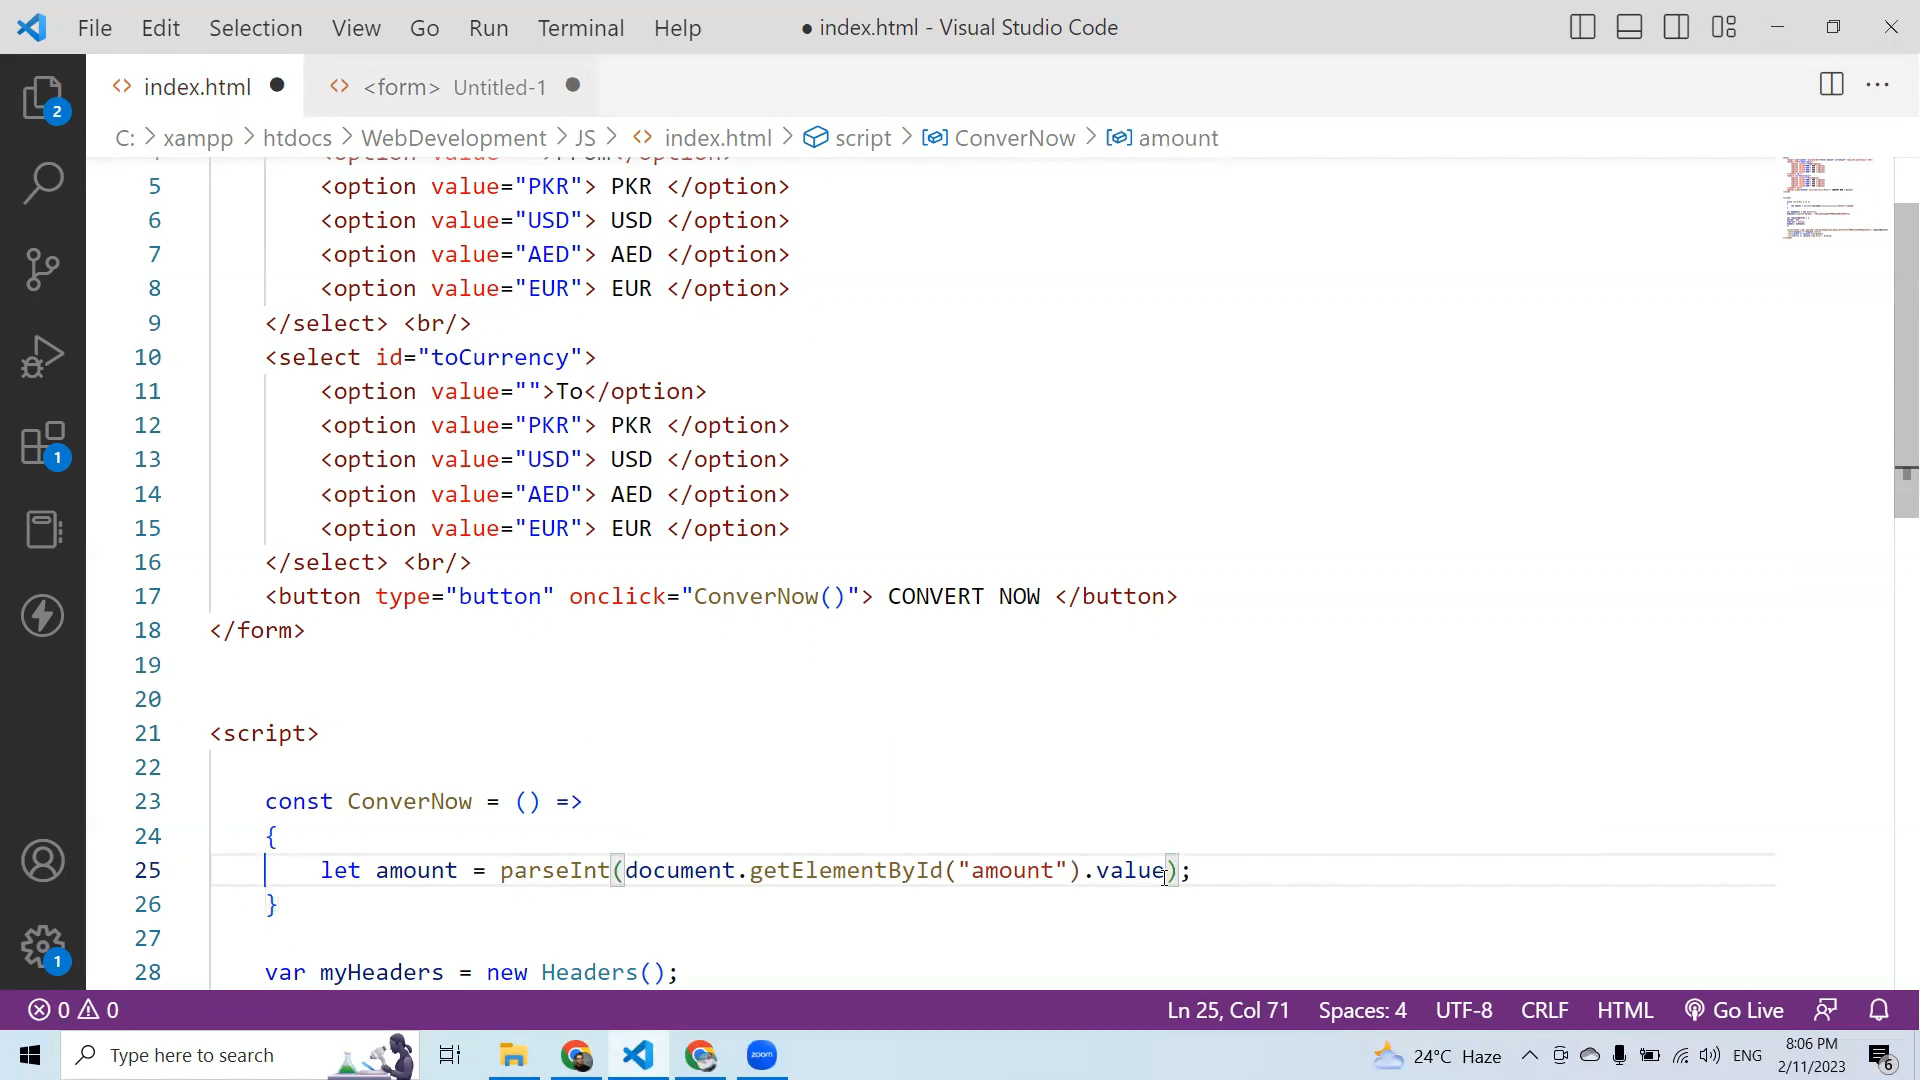 File Edit Selection View Go Run Terminal Help ● index.html - Visual Studio Code
index.html ● <form> Untitled-1 ●
C: > xampp > htdocs > WebDevelopment > JS > index.html > script > ConverNow > amount
5 <option value="PKR"> PKR </option>
6 <option value="USD"> USD </option>
7 <option value="AED"> AED </option>
8 <option value="EUR"> EUR </option>
9 </select> <br/>
10 <select id="toCurrency">
11 <option value="">To</option>
12 <option value="PKR"> PKR </option>
13 <option value="USD"> USD </option>
14 <option value="AED"> AED </option>
15 <option value="EUR"> EUR </option>
16 </select> <br/>
17 <button type="button" onclick="ConverNow()"> CONVERT NOW </button>
18 </form>
19
20
21 <script>
22
23 const ConverNow = () =>
24 {
25 let amount = parseInt(document.getElementById("amount").value);
26 }
27
28 var myHeaders = new Headers();
2
1
1
0 0 Ln 25, Col 71 Spaces: 4 UTF-8 CRLF HTML Go Live
Type here to search zoom 24°C Haze ENG 8:06 PM
2/11/2023 6